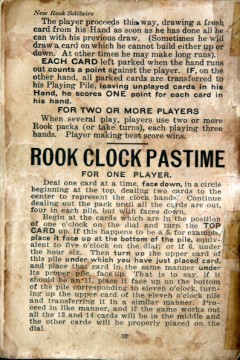 New Rook Solitaire
The player proceeds this way, drawing a fresh
card from his Hand as soon as he has done all he
can with his previous draw. (Sometimes he will
draw a card on which he cannot build either up or
down. At other times he may make long runs).
EACH CARD left parked when the hand runs
out counts a point against the player. IF, on the
other hand, all parked cards are transferred to
his Playing Pile, leaving unplayed cards in his
Hand, he scores ONE point for each card in
his hand.
FOR TWO OR MORE PLAYERS
When several play, players use two or more
Rook packs (or take turns), each playing three
hands. Player making best score wins.
ROOK CLOCK PASTIME
FOR ONE PLAYER.
Deal one card at a time, face down, in a circle
beginning at the top, dealing two cards to the
center to represent the clock hands. Continue
dealing out the pack until all the cards are out,
four in each pile, but with faces down.
Begin at the cards which are in the position
of one o'clock on the dial and turn the TOP
CARD up. If this happens to be a 5, for example,
place it face up at the bottom of the pile, equiv-
alent to five o'clock on the dial; or if 6, under
the hour six. Then turn up the upper card of
this pile under which you have just placed card,
and place that card in the same manner under
its proper pile, face up. That is to say, if it
should be an 11, place it face up on the bottom
of the pile corresponding to eleven o'clock, turn-
ing up the upper card of the eleven o'clock pile
and transferring it in a similar manner. Pro-
ceed in like manner, and if the game works out
all the 13 and 14 cards will be in the middle and
the other cards will be properly placed on the
dial.